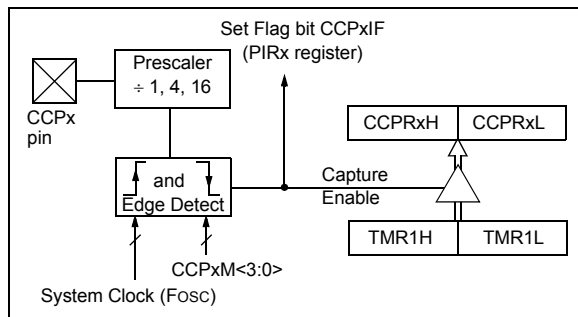 Set Flag bit CCPxIF
(PIRx register)
Prescaler
÷ 1, 4, 16
CCPx
pin
CCPRxH
CCPRxL
and
Edge Detect
Capture
Enable
TMR1H
TMR1L
CCPxM<3:0>
System Clock (FOSC)